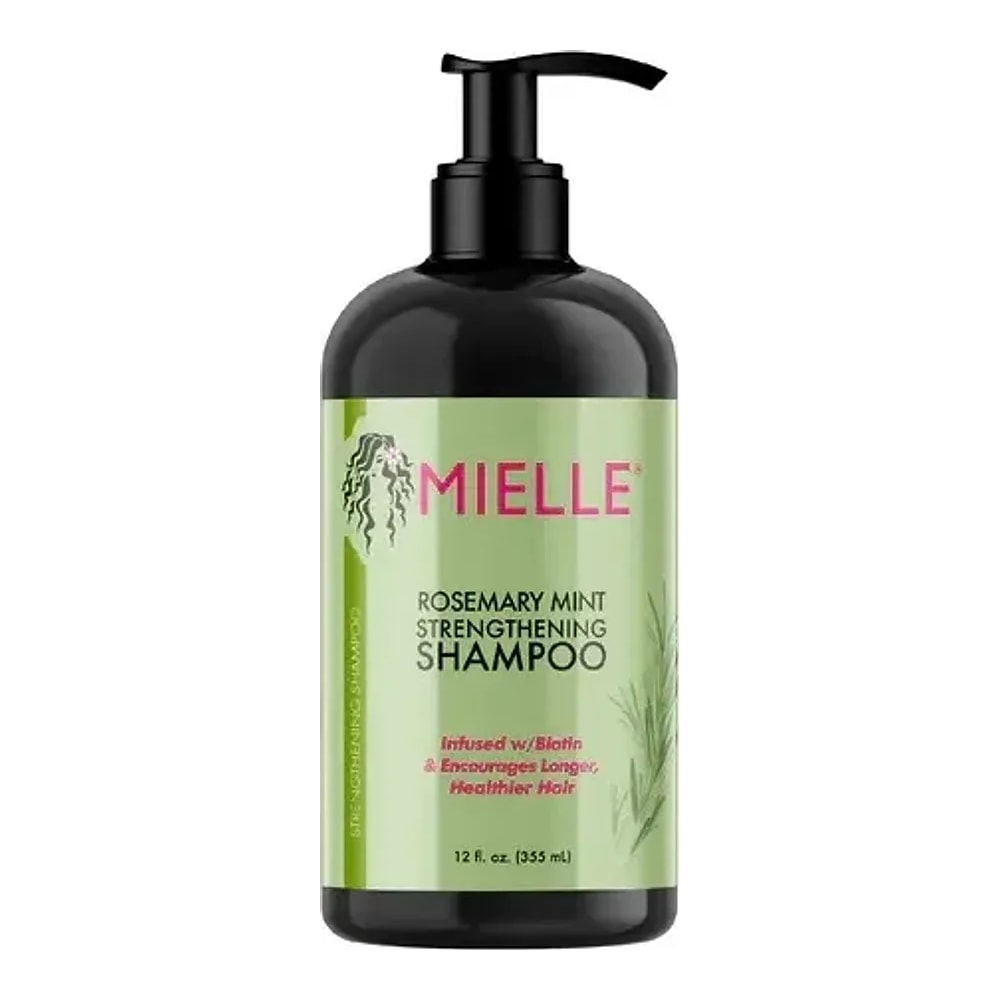 MIELLE®
ROSEMARY MINT
STRENGTHENING
SHAMPOO
Infused w/Biotin
& Encourages Longer,
Healthier Hair
12 fl. oz. (355 mL)
STRENGTHENING SHAMPOO